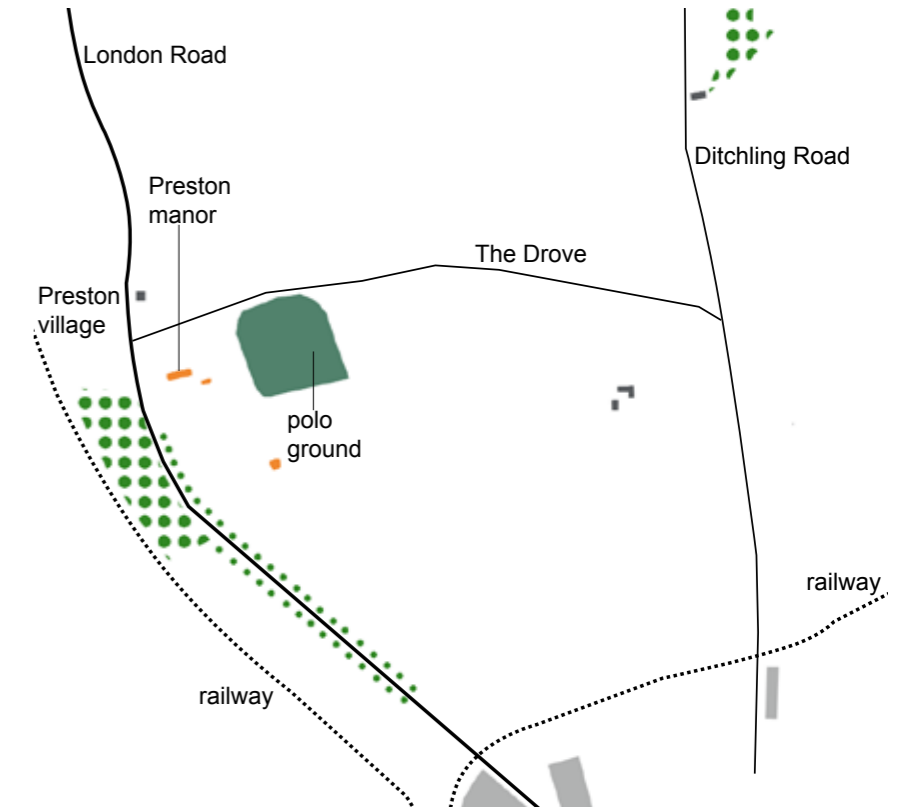 London Road
Ditchling Road
Preston
manor
The Drove
Preston
village
polo
ground
railway
railway